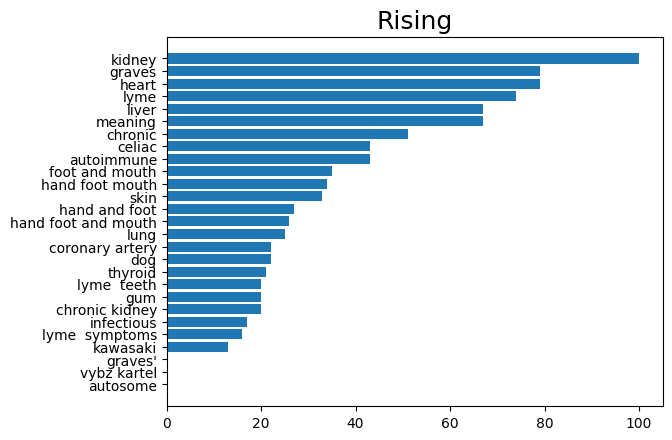 Rising
kidney
graves
heart
lyme
liver
meaning
chronic
celiac
autoimmune
foot and mouth
hand foot mouth
skin
hand and foot
hand foot and mouth
lung
coronary artery
dog
thyroid
lyme  teeth
gum
chronic kidney
infectious
lyme  symptoms
kawasaki
graves'
vybz kartel
autosome
0 20 40 60 80 100